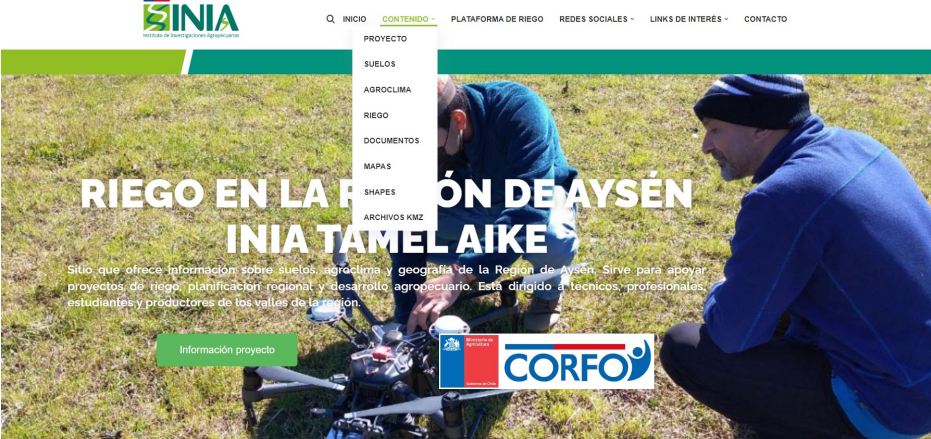 INIA
Instituto de Investigaciones Agropecuarias
INICIO CONTENIDO PLATAFORMA DE RIEGO REDES SOCIALES LINKS DE INTERÉS CONTACTO
PROYECTO
SUELOS
AGROCLIMA
RIEGO
DOCUMENTOS
MAPAS
SHAPES
ARCHIVOS KMZ
RIEGO EN LA R ÓN DE AYSÉN
INIA TAMEL AIKE
Sitio que ofrece información sobre suelos, agroclima y geografía de la Región de Aysén. Sirve para apoyar
proyectos de riego, planificación regional y desarrollo agropecuario. Está dirigido a técnicos, profesionales,
estudiantes y productores de los valles de la región.
Información proyecto
Ministerio de
Agricultura
Gobierno de Chile
CORFO